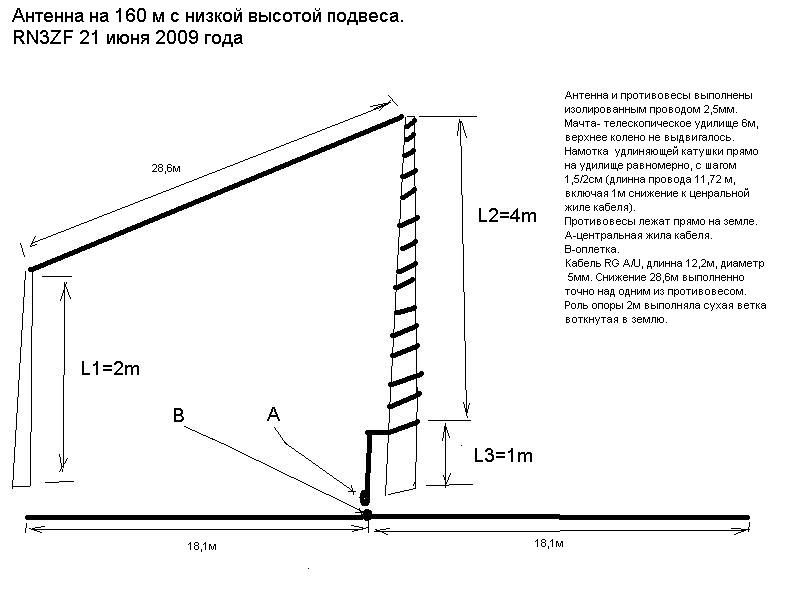 Антенна на 160 м с низкой высотой подвеса.
RN3ZF 21 июня 2009 года
Антенна и противовесы выполнены
изолированным проводом 2,5мм.
Мачта- телескопическое удилище 6м,
верхнее колено не выдвигалось.
Намотка удлиняющей катушки прямо
на удилище равномерно, с шагом
1,5/2см (длинна провода 11,72 м,
включая 1м снижение к ценральной
жиле кабеля).
Противовесы лежат прямо на земле.
А-центральная жила кабеля.
В-оплетка.
Кабель RG A/U, длинна 12,2м, диаметр
5мм. Снижение 28,6м выполненно
точно над одним из противовесом.
Роль опоры 2м выполняла сухая ветка
воткнутая в землю.
28,6м
L2=4m
L1=2m
B
A
L3=1m
18,1м
18,1м